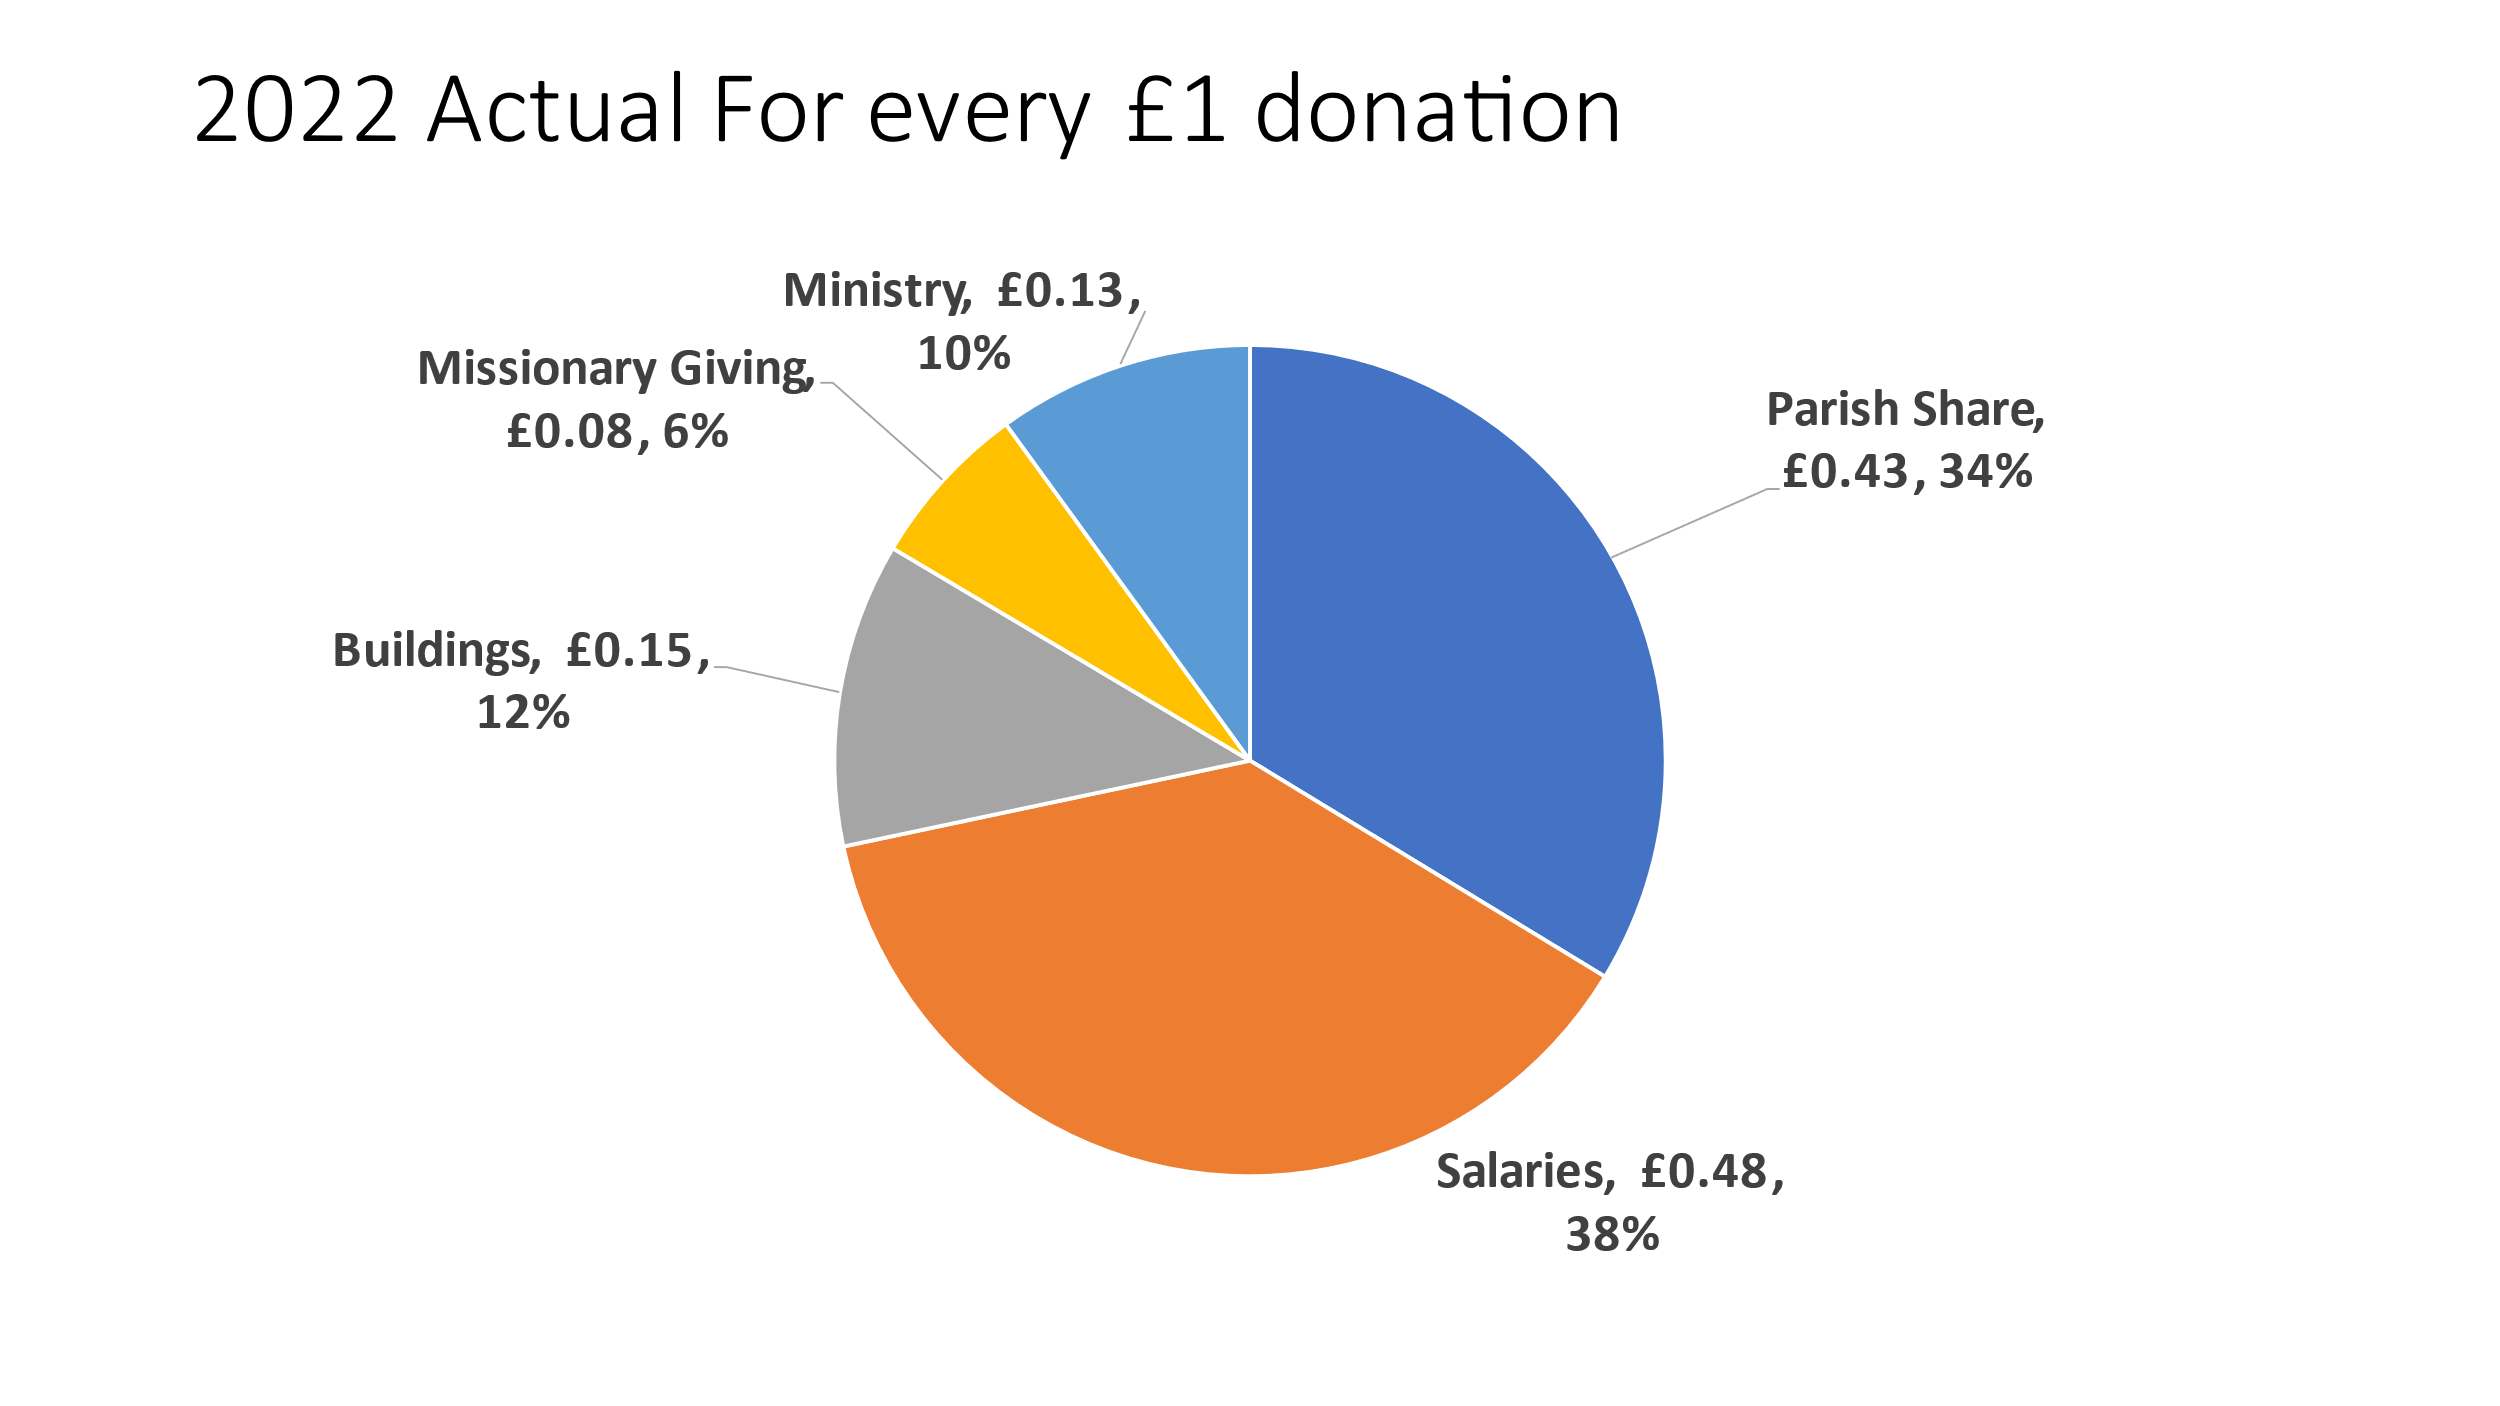 2022 Actual For every £1 donation
Ministry, £0.13,
10%
Missionary Giving,
£0.08, 6%
Parish Share,
£0.43, 34%
Buildings, £0.15,
12%
Salaries, £0.48,
38%